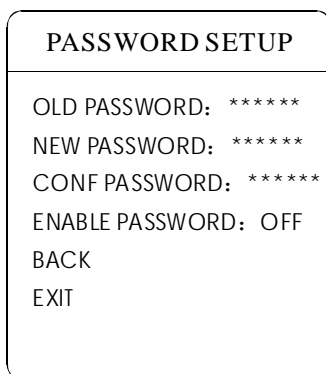 PASSWORD SETUP
OLD PASSWORD： ******
NEW PASSWORD： ******
CONF PASSWORD： ******
ENABLE PASSWORD：OFF
BACK
EXIT